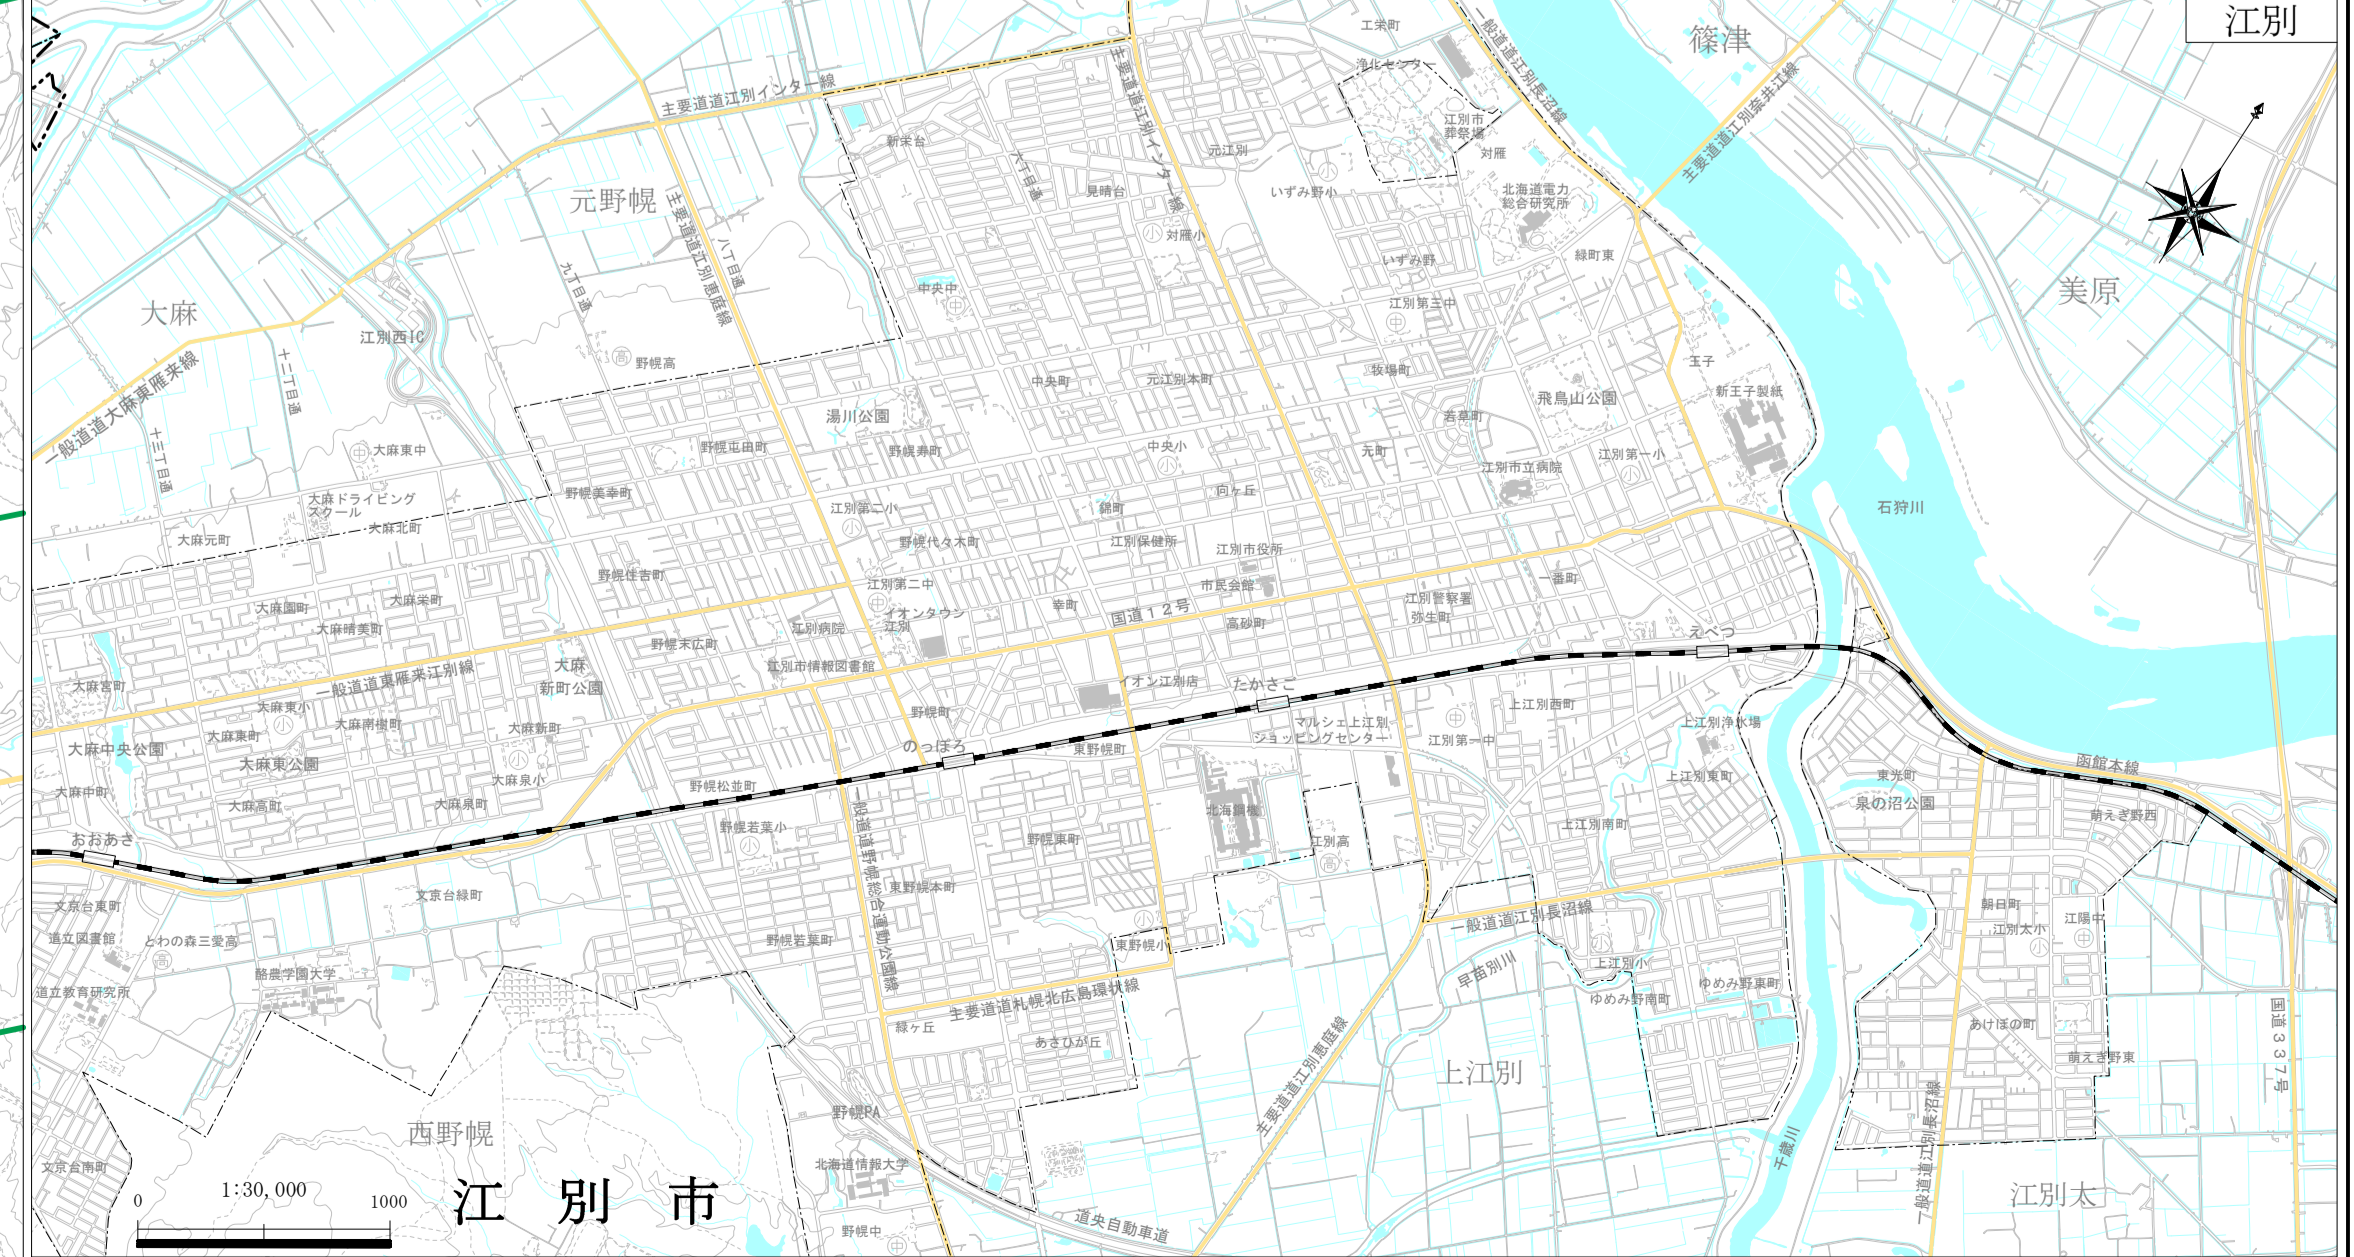 江別
工栄町
篠津
一般道道江別長沼線
浄化センター
主要道道江別インター線
主要道道江別インター線
主要道道江別奈井江線
江別市
葬祭場
新栄台
元江別
対雁
六丁目通
見晴台
いずみ野小
小
北海道電力
総合研究所
元野幌
主要道道江別恵庭線
八丁目通
小
対雁小
緑町東
いずみ野
九丁目通
中央中
中
江別第三中
中
美原
大麻
江別西IC
高
野幌高
十二丁目通
一般道道大麻東雁来線
中央町
元江別本町
牧場町
王子
新王子製紙
飛鳥山公園
湯川公園
若草町
十三丁目通
中
大麻東中
野幌屯田町
野幌寿町
中央小
小
元町
江別第一小
小
江別市立病院
野幌美幸町
向ヶ丘
大麻ドライビング
スクール
江別第二小
小
錦町
石狩川
大麻北町
大麻元町
野幌代々木町
江別保健所
江別市役所
野幌住吉町
江別第二中
中
市民会館
一番町
大麻園町
大麻栄町
イオンタウン
江別
幸町
国道12号
高砂町
江別警察署
弥生町
大麻晴美町
江別病院
野幌末広町
えべつ
江別市情報図書館
大麻
新町公園
一般道道東雁来江別線
イオン江別店
たかさご
大麻宮町
大麻東小
小
大麻南樹町
大麻新町
野幌町
上江別西町
マルシェ上江別
ショッピングセンター
中
江別第一中
上江別浄水場
大麻東町
大麻中央公園
大麻東公園
小
大麻泉小
のっぽろ
東野幌町
函館本線
大麻中町
大麻高町
大麻泉町
野幌松並町
上江別東町
東光町
泉の沼公園
北海鋼機
萌えぎ野西
おおあさ
野幌若葉小
小
一般道道野幌総合運動公園線
野幌東町
江別高
高
上江別南町
文京台東町
文京台緑町
東野幌本町
一般道道江別長沼線
朝日町
江陽中
中
道立図書館
とわの森三愛高
高
野幌若葉町
小
東野幌小
小
上江別小
江別太小
小
酪農学園大学
早苗別川
道立教育研究所
ゆめみ野東町
ゆめみ野南町
主要道道札幌北広島環状線
緑ヶ丘
あさひが丘
あけぼの町
国道337号
萌えぎ野東
主要道道江別恵庭線
上江別
野幌PA
西野幌
一般道道江別長沼線
千歳川
文京台南町
北海道情報大学
江別太
0
1:30,000
1000
江別市
道央自動車道
野幌中
中